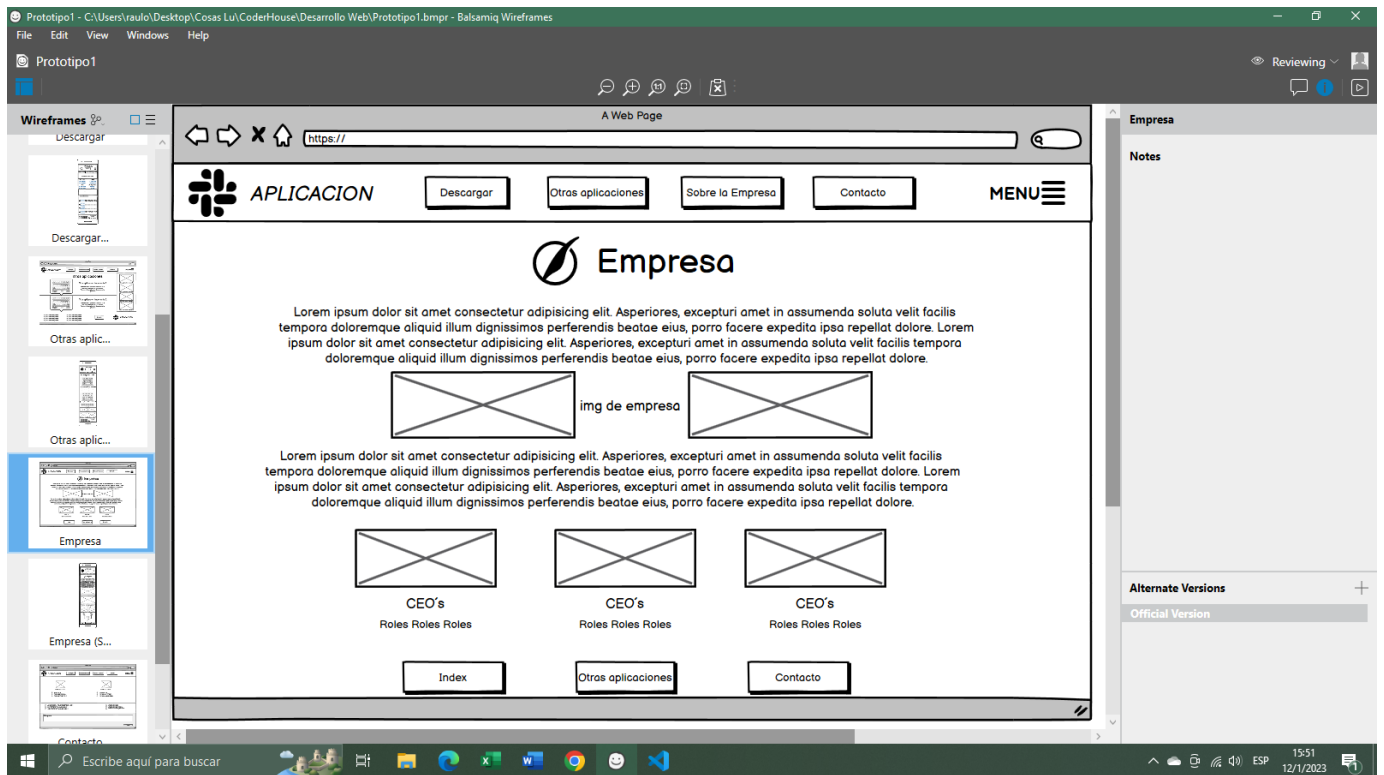 Prototipo1 - C:\Users\raulo\Desktop\Cosas Lu\CoderHouse\Desarrollo Web\Prototipo1.bmpr - Balsamiq Wireframes
File Edit View Windows Help
Prototipo1
Reviewing
Wireframes
Descargar
Descargar...
Otras aplic...
Otras aplic...
Empresa
Empresa (S...
Contacto
A Web Page
https://
APLICACION
Descargar
Otras aplicaciones
Sobre la Empresa
Contacto
MENU
Empresa
Lorem ipsum dolor sit amet consectetur adipisicing elit. Asperiores, excepturi amet in assumenda soluta velit facilis
tempora doloremque aliquid illum dignissimos perferendis beatae eius, porro facere expedita ipsa repellat dolore. Lorem
ipsum dolor sit amet consectetur adipisicing elit. Asperiores, excepturi amet in assumenda soluta velit facilis tempora
doloremque aliquid illum dignissimos perferendis beatae eius, porro facere expedita ipsa repellat dolore.
img de empresa
Lorem ipsum dolor sit amet consectetur adipisicing elit. Asperiores, excepturi amet in assumenda soluta velit facilis
tempora doloremque aliquid illum dignissimos perferendis beatae eius, porro facere expedita ipsa repellat dolore. Lorem
ipsum dolor sit amet consectetur adipisicing elit. Asperiores, excepturi amet in assumenda soluta velit facilis tempora
doloremque aliquid illum dignissimos perferendis beatae eius, porro facere expedita ipsa repellat dolore.
CEO´s CEO´s CEO´s
Roles Roles Roles Roles Roles Roles Roles Roles Roles
Index
Otras aplicaciones
Contacto
Empresa
Notes
Alternate Versions
Official Version
Escribe aquí para buscar
ESP
15:51
12/1/2023